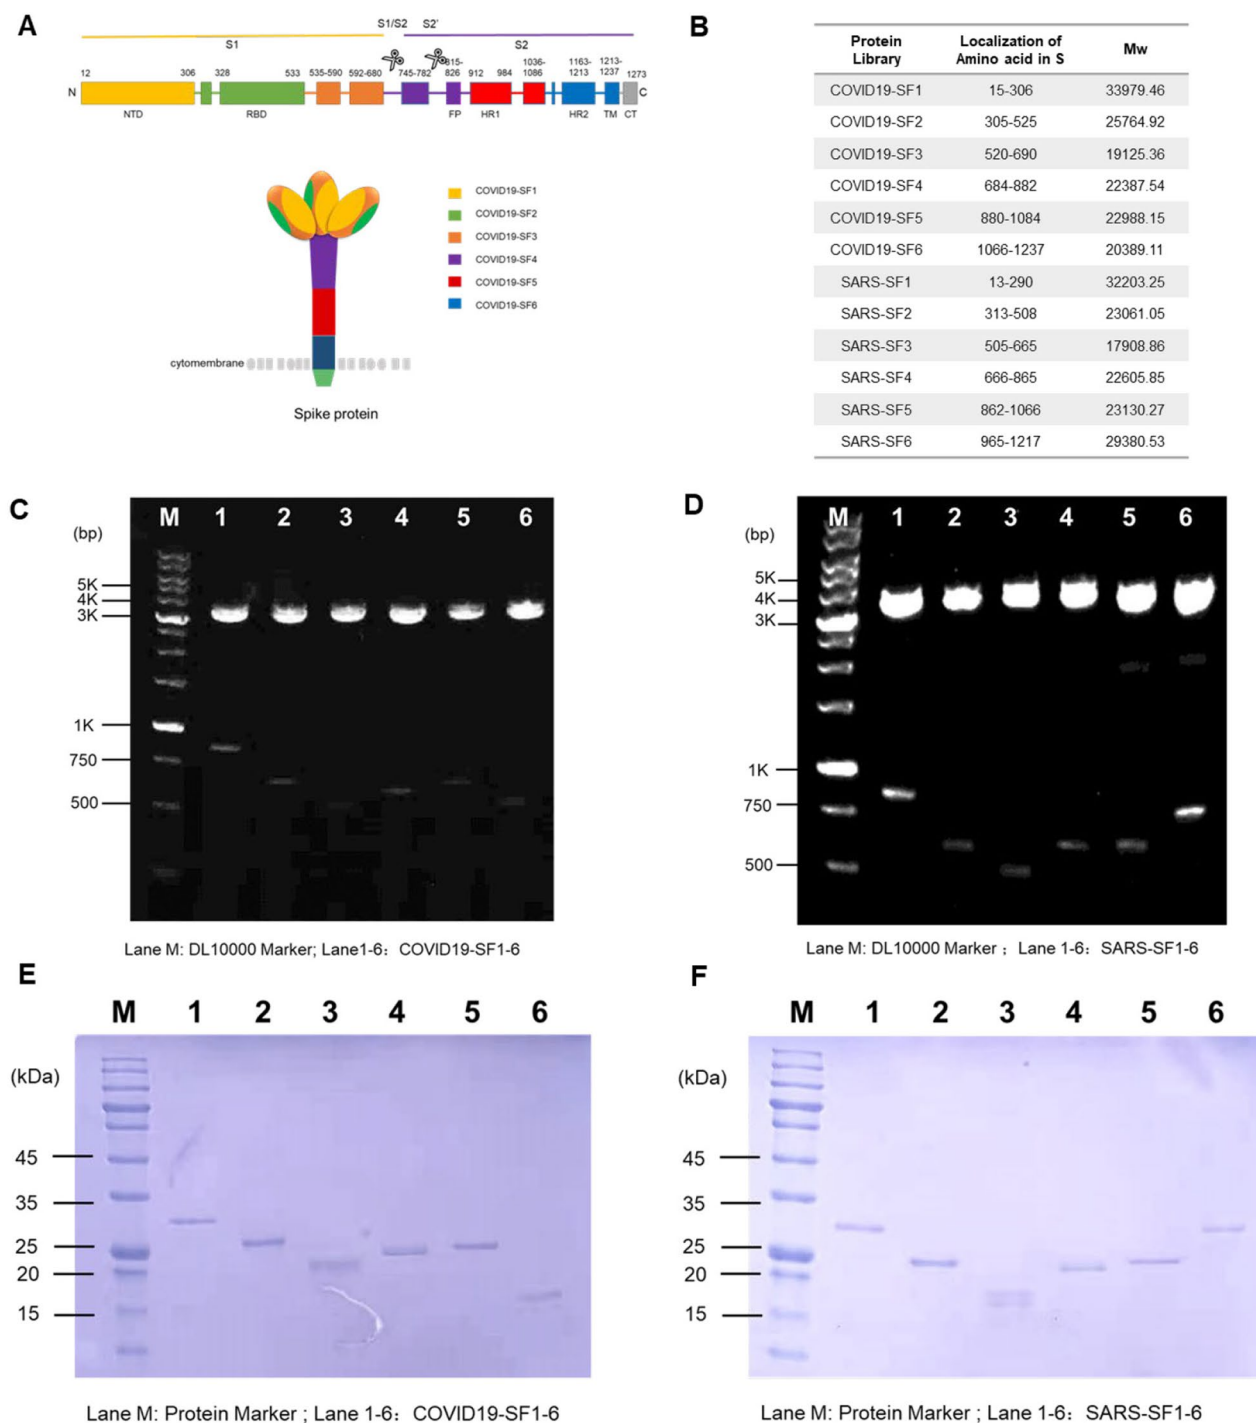 A
S1/S2 S2'
S1 S2
12 306 328 533 535-590 592-680 745-782 815-826 912 984 1036-1086 1163-1213 1213-1237 1273
N C
NTD RBD FP HR1 HR2 TM CT
COVID19-SF1
COVID19-SF2
COVID19-SF3
COVID19-SF4
COVID19-SF5
COVID19-SF6
cytomembrane
Spike protein
B
Protein Library Localization of Amino acid in S Mw
COVID19-SF1 15-306 33979.46
COVID19-SF2 305-525 25764.92
COVID19-SF3 520-690 19125.36
COVID19-SF4 684-882 22387.54
COVID19-SF5 880-1084 22988.15
COVID19-SF6 1066-1237 20389.11
SARS-SF1 13-290 32203.25
SARS-SF2 313-508 23061.05
SARS-SF3 505-665 17908.86
SARS-SF4 666-865 22605.85
SARS-SF5 862-1066 23130.27
SARS-SF6 965-1217 29380.53
C
M 1 2 3 4 5 6
(bp)
5K
4K
3K
1K
750
500
Lane M: DL10000 Marker; Lane1-6: COVID19-SF1-6
D
M 1 2 3 4 5 6
(bp)
5K
4K
3K
1K
750
500
Lane M: DL10000 Marker ; Lane 1-6: SARS-SF1-6
E
M 1 2 3 4 5 6
(kDa)
45
35
25
20
15
Lane M: Protein Marker ; Lane 1-6: COVID19-SF1-6
F
M 1 2 3 4 5 6
(kDa)
45
35
25
20
15
Lane M: Protein Marker ; Lane 1-6: SARS-SF1-6